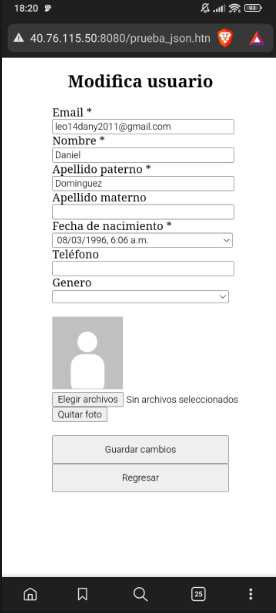 18:20
93
40.76.115.50:8080/prueba_json.htn
Modifica usuario
Email *
leo14dany2011@gmail.com
Nombre *
Daniel
Apellido paterno *
Dominguez
Apellido materno
Fecha de nacimiento *
08/03/1996, 6:06 a.m.
Teléfono
Genero
Elegir archivos Sin archivos seleccionados
Quitar foto
Guardar cambios
Regresar
25